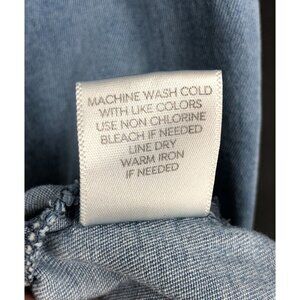 MACHINE WASH COLD
WITH LIKE COLORS
USE NON CHLORINE
BLEACH IF NEEDED
LINE DRY
WARM IRON
IF NEEDED